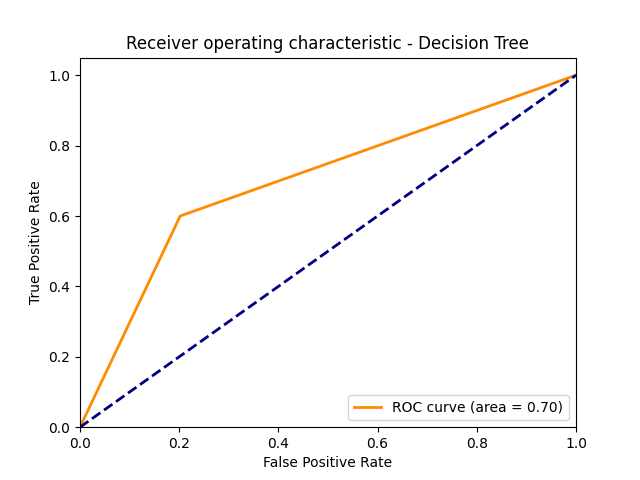 Receiver operating characteristic - Decision Tree
True Positive Rate
1.0
0.8
0.6
0.4
0.2
0.0
0.0 0.2 0.4 0.6 0.8 1.0
False Positive Rate
ROC curve (area = 0.70)